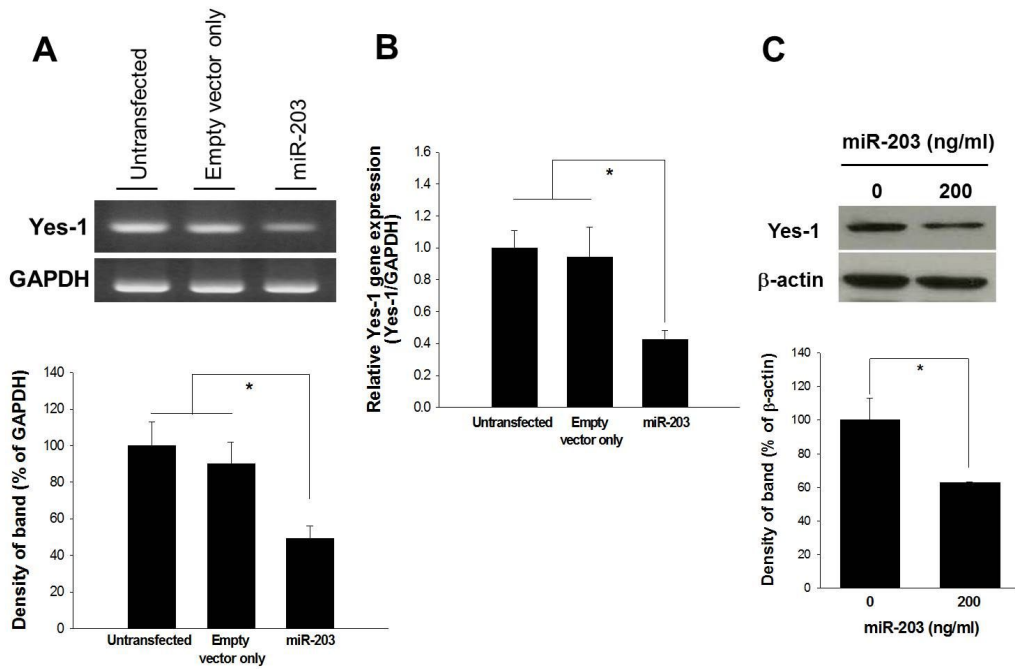 A
Untransfected
Empty vector only
miR-203
Yes-1
GAPDH
Density of band (% of GAPDH)
140
120
100
80
60
40
20
0
*
Untransfected
Empty
vector only
miR-203
B
Relative Yes-1 gene expression
(Yes-1/GAPDH)
1.6
1.4
1.2
1.0
0.8
0.6
0.4
0.2
0.0
*
Untransfected
Empty
vector only
miR-203
C
miR-203 (ng/ml)
0 200
Yes-1
β-actin
Density of band (% of β-actin)
140
120
100
80
60
40
20
0
*
0 200
miR-203 (ng/ml)